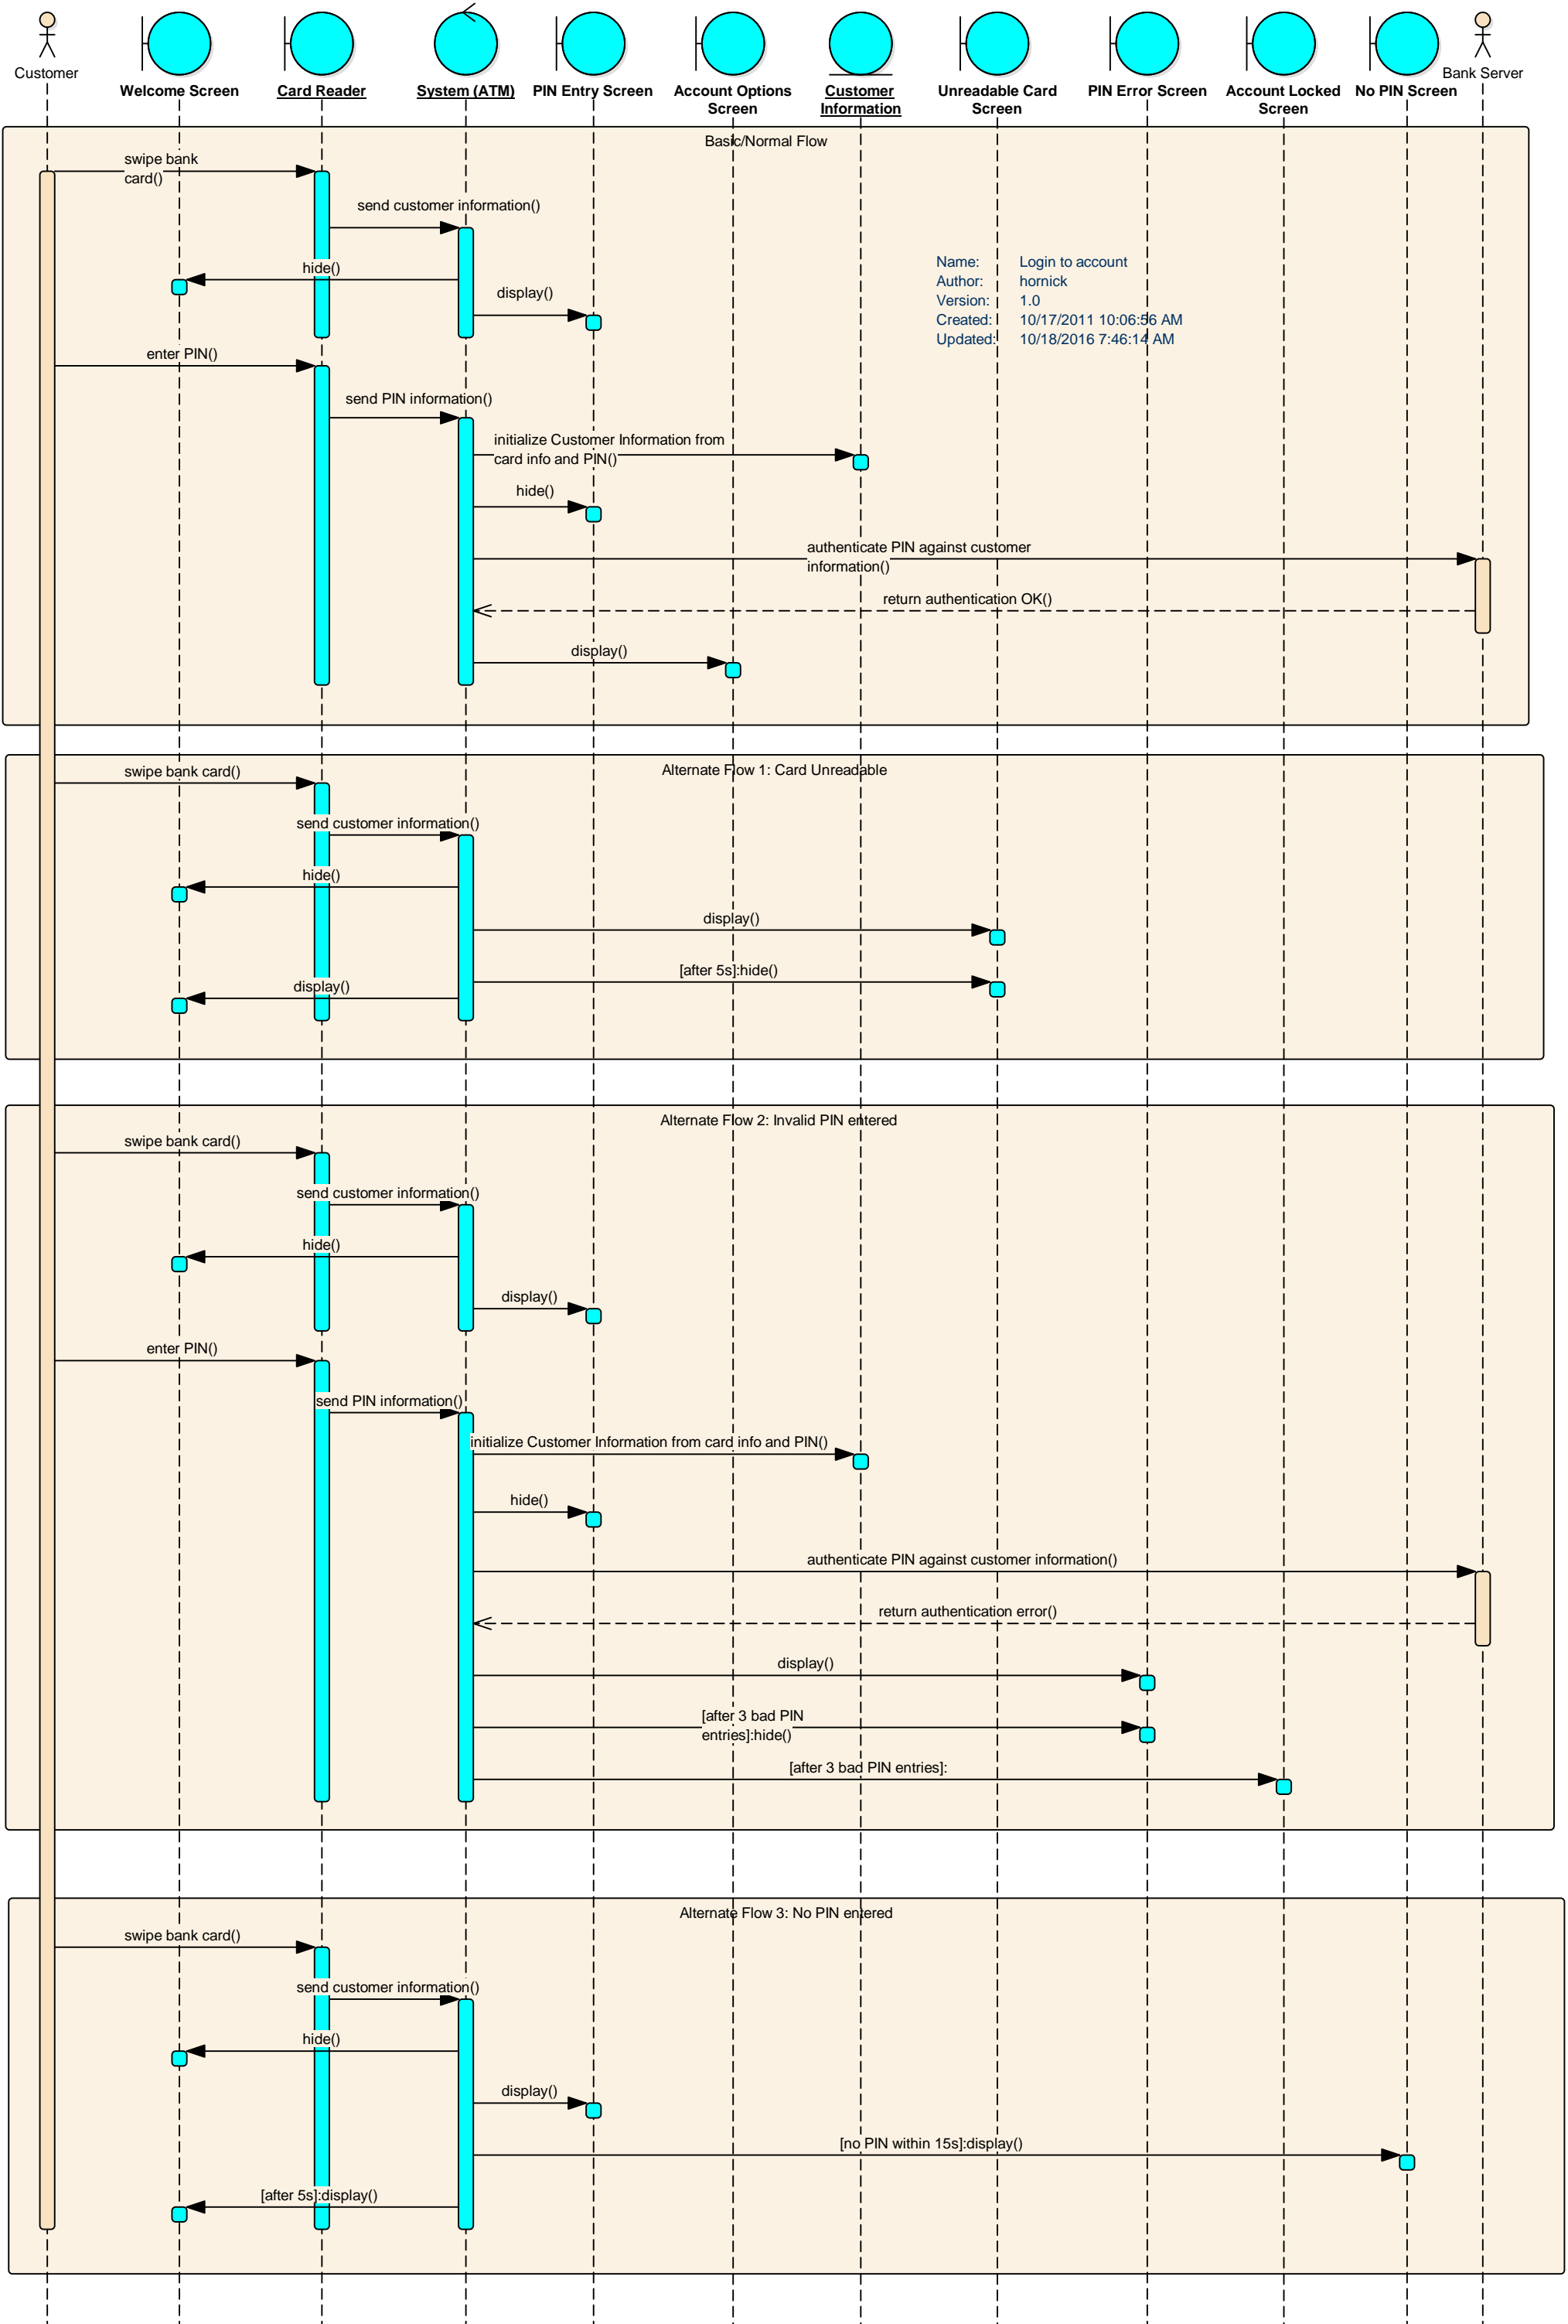 Customer
Welcome Screen
Card Reader
System (ATM)
PIN Entry Screen
Account Options
Screen
Customer
Information
Unreadable Card
Screen
PIN Error Screen
Account Locked
Screen
No PIN Screen
Bank Server
Basic/Normal Flow
swipe bank
card()
send customer information()
hide()
display()
Name: Login to account
Author: hornick
Version: 1.0
Created: 10/17/2011 10:06:56 AM
Updated: 10/18/2016 7:46:14 AM
enter PIN()
send PIN information()
initialize Customer Information from
card info and PIN()
hide()
authenticate PIN against customer
information()
return authentication OK()
display()
Alternate Flow 1: Card Unreadable
swipe bank card()
send customer information()
hide()
display()
[after 5s]:hide()
display()
Alternate Flow 2: Invalid PIN entered
swipe bank card()
send customer information()
hide()
display()
enter PIN()
send PIN information()
initialize Customer Information from card info and PIN()
hide()
authenticate PIN against customer information()
return authentication error()
display()
[after 3 bad PIN
entries]:hide()
[after 3 bad PIN entries]:
Alternate Flow 3: No PIN entered
swipe bank card()
send customer information()
hide()
display()
[no PIN within 15s]:display()
[after 5s]:display()